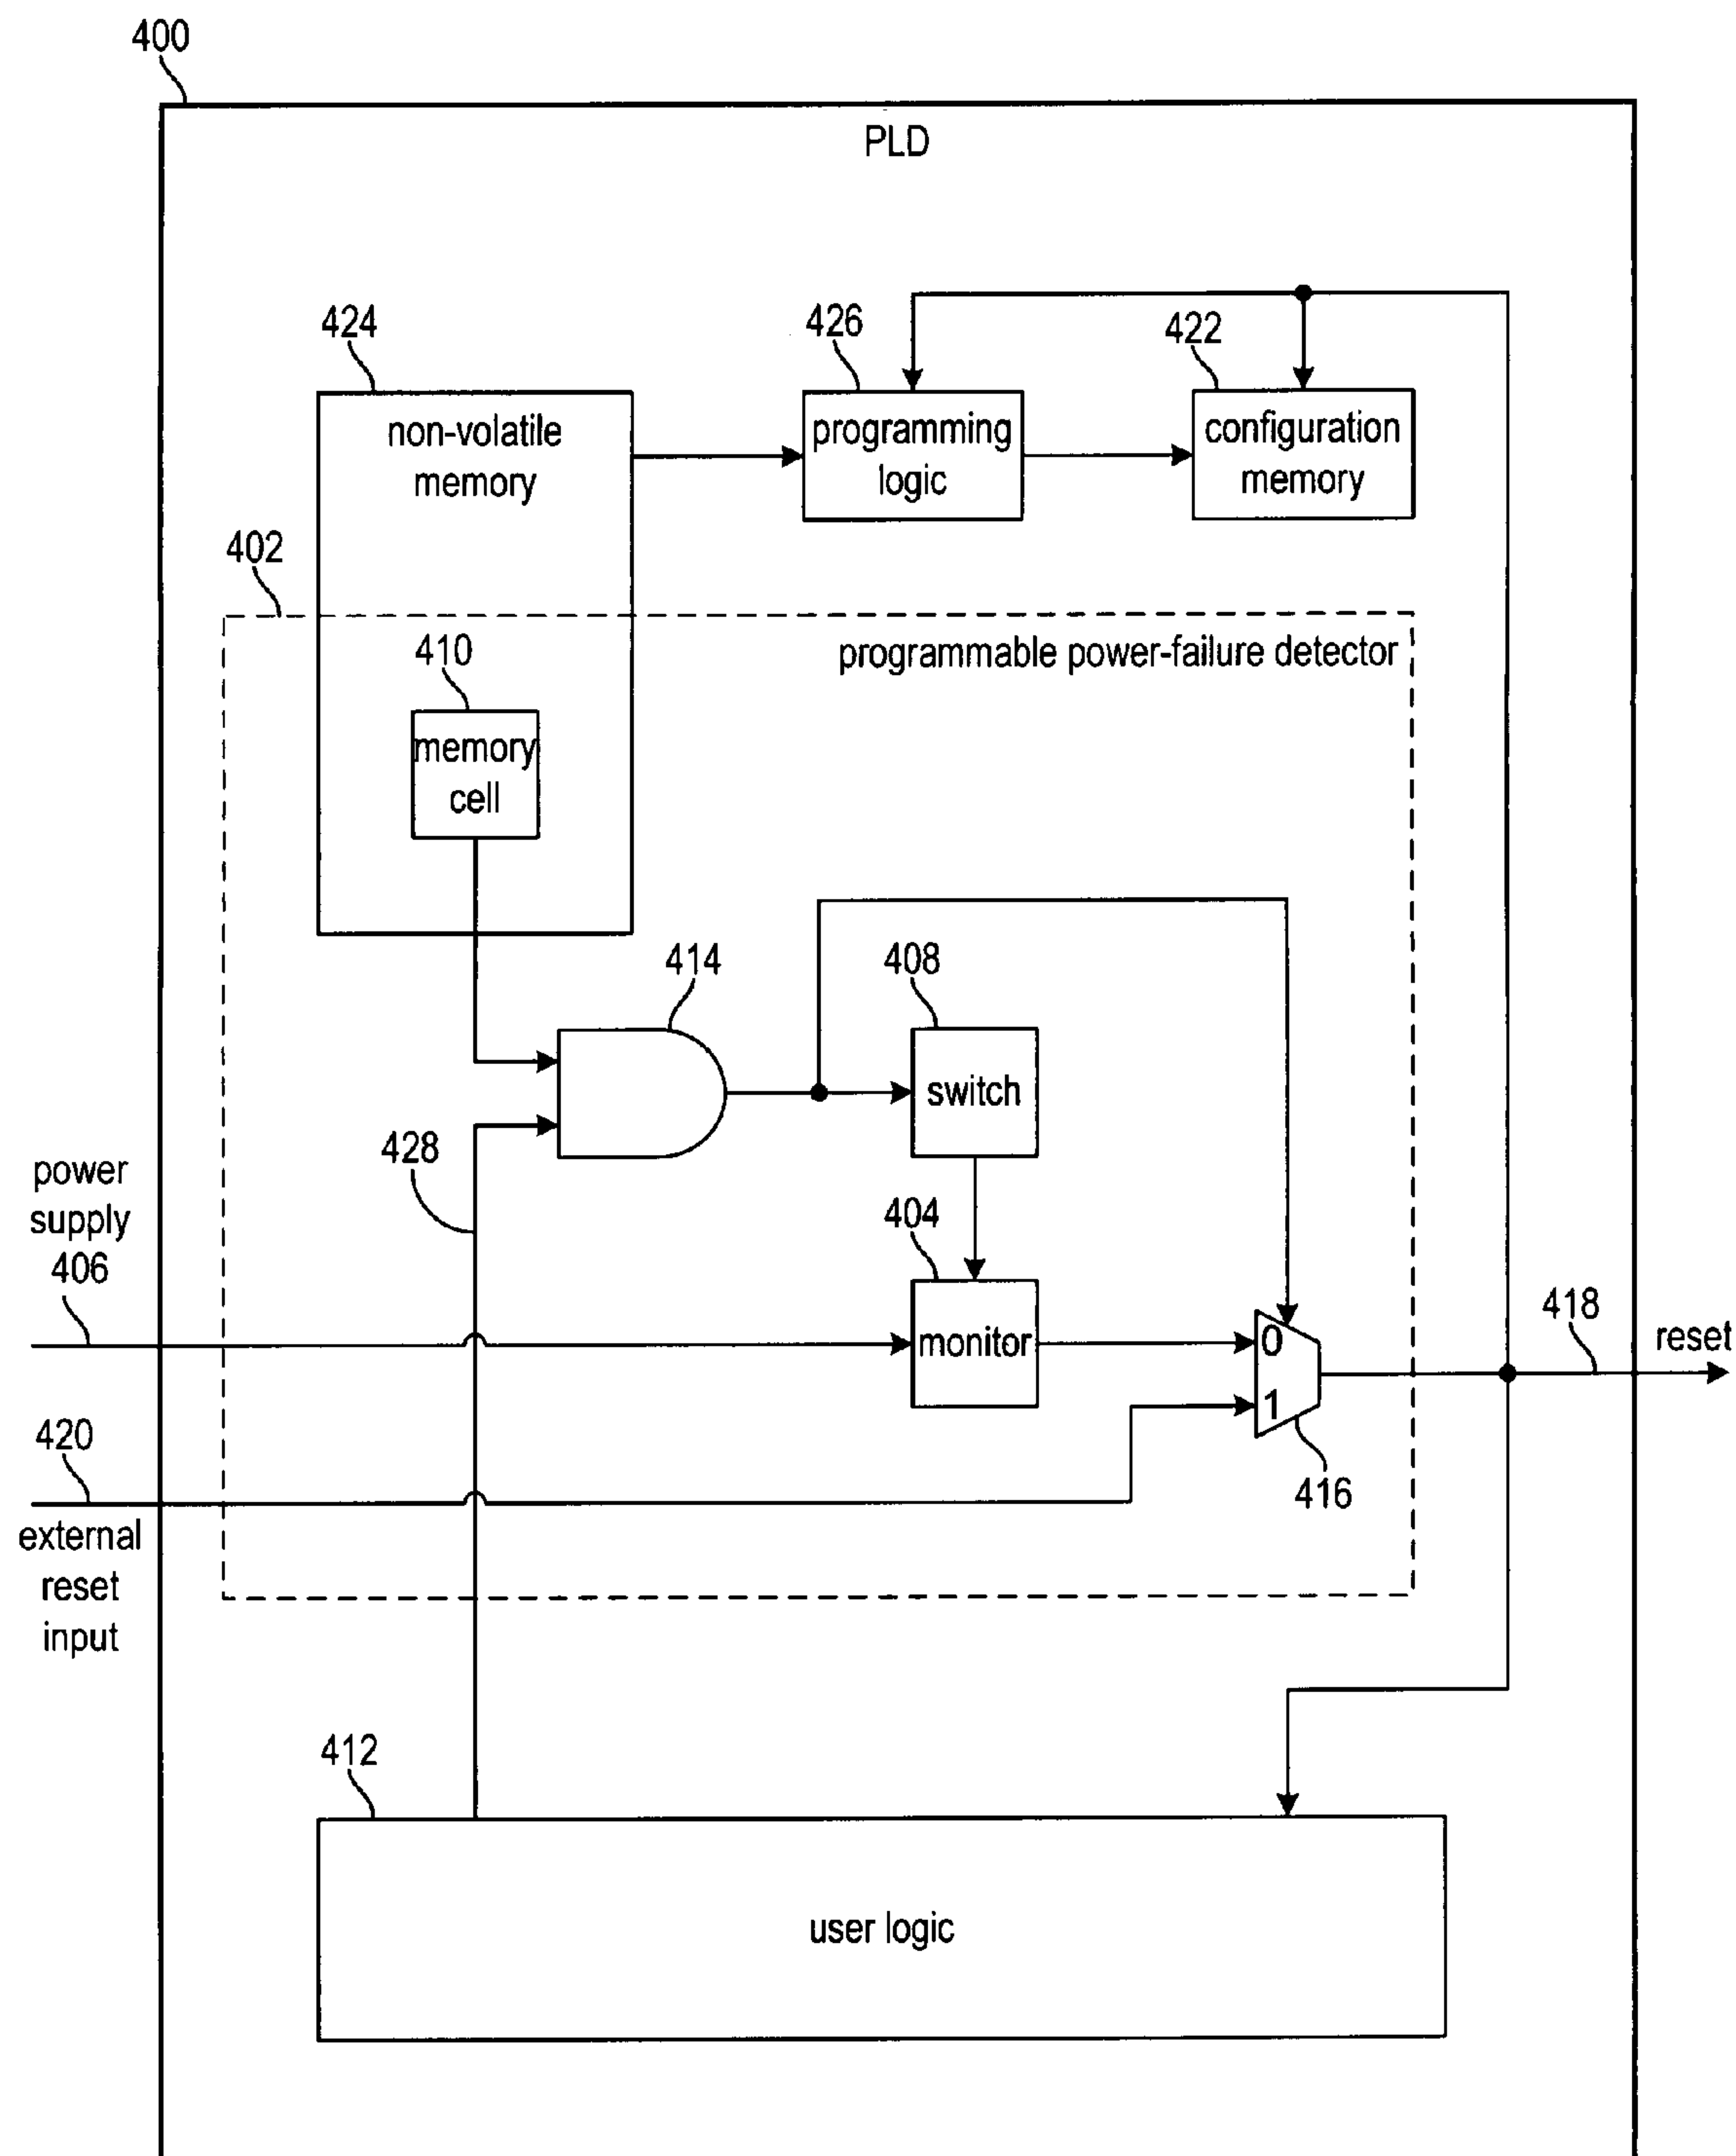 400
PLD
424
426
422
non-volatile
memory
programming
logic
configuration
memory
402
programmable power-failure detector
410
memory
cell
414
408
switch
428
power
supply
406
404
monitor
0
1
416
418
reset
420
external
reset
input
412
user logic